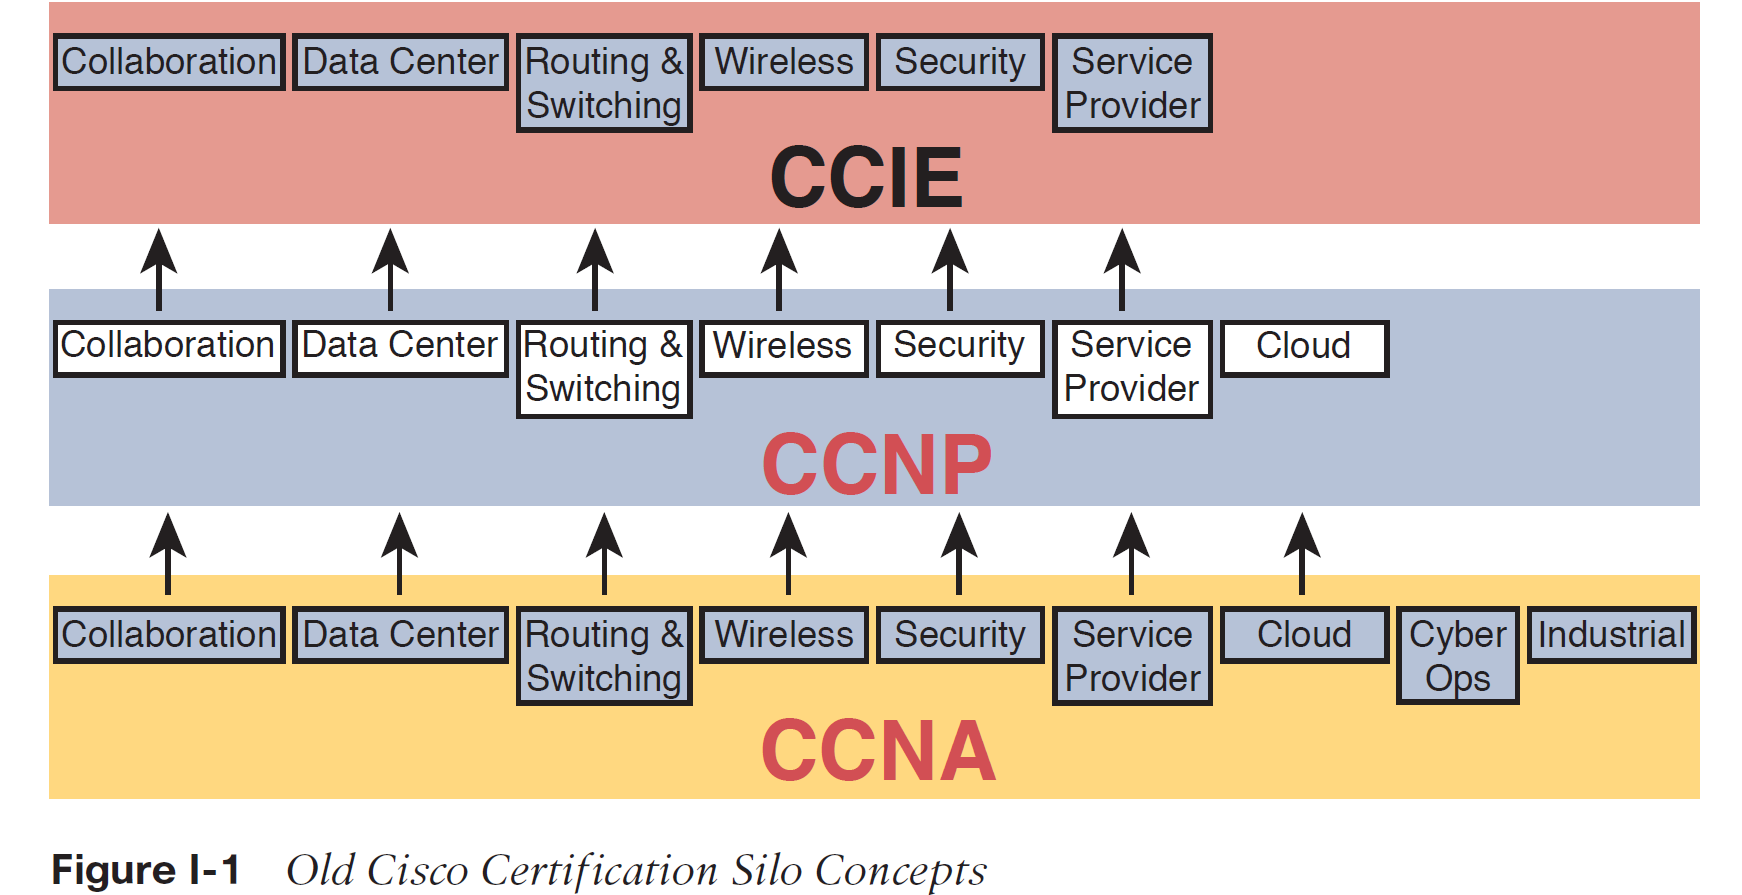 Collaboration Data Center Routing & Wireless Security Service
Switching Provider
CCIE
Collaboration Data Center Routing & Wireless Security Service Cloud
Switching Provider
CCNP
Collaboration Data Center Routing & Wireless Security Service Cloud Cyber Industrial
Switching Provider Ops
CCNA
Figure I-1 Old Cisco Certification Silo Concepts